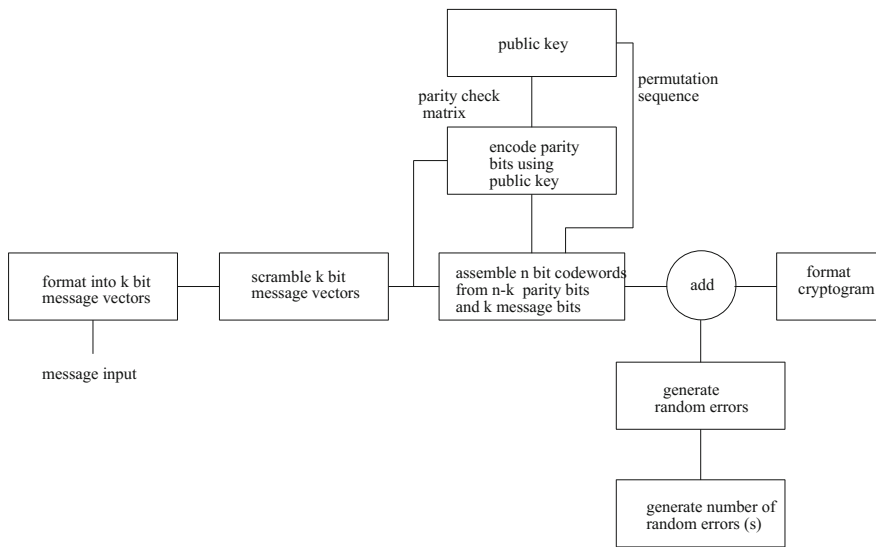 public key
permutation
sequence
parity check
matrix
encode parity
bits using
public key
format into k bit
message vectors
scramble k bit
message vectors
assemble n bit codewords
from n-k parity bits
and k message bits
add
format
cryptogram
message input
generate
random errors
generate number of
random errors (s)